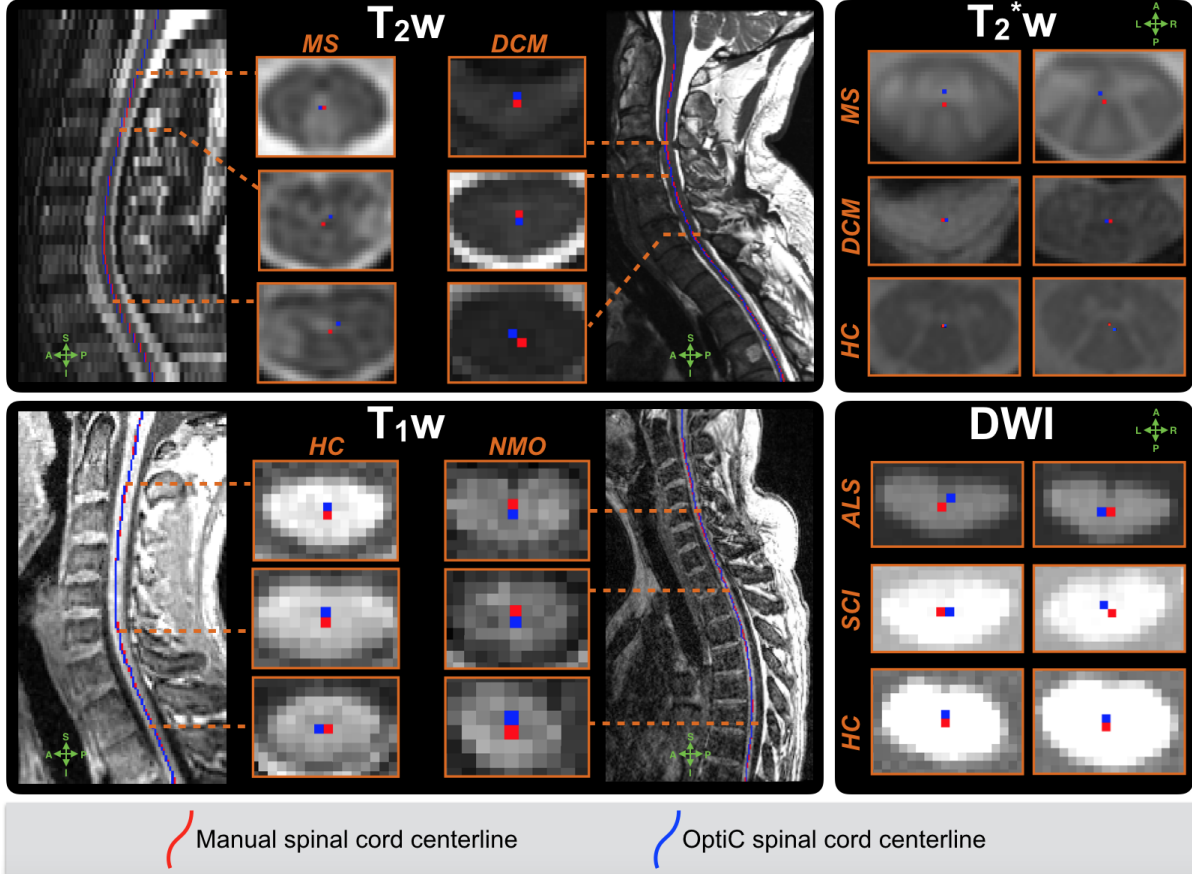 T2w
MS
DCM
S
A P
I
S
A P
I
T2*w
A
L R
P
MS
DCM
HC
T1w
HC
NMO
S
A P
I
S
A P
I
DWI
A
L R
P
ALS
SCI
HC
Manual spinal cord centerline
OptiC spinal cord centerline